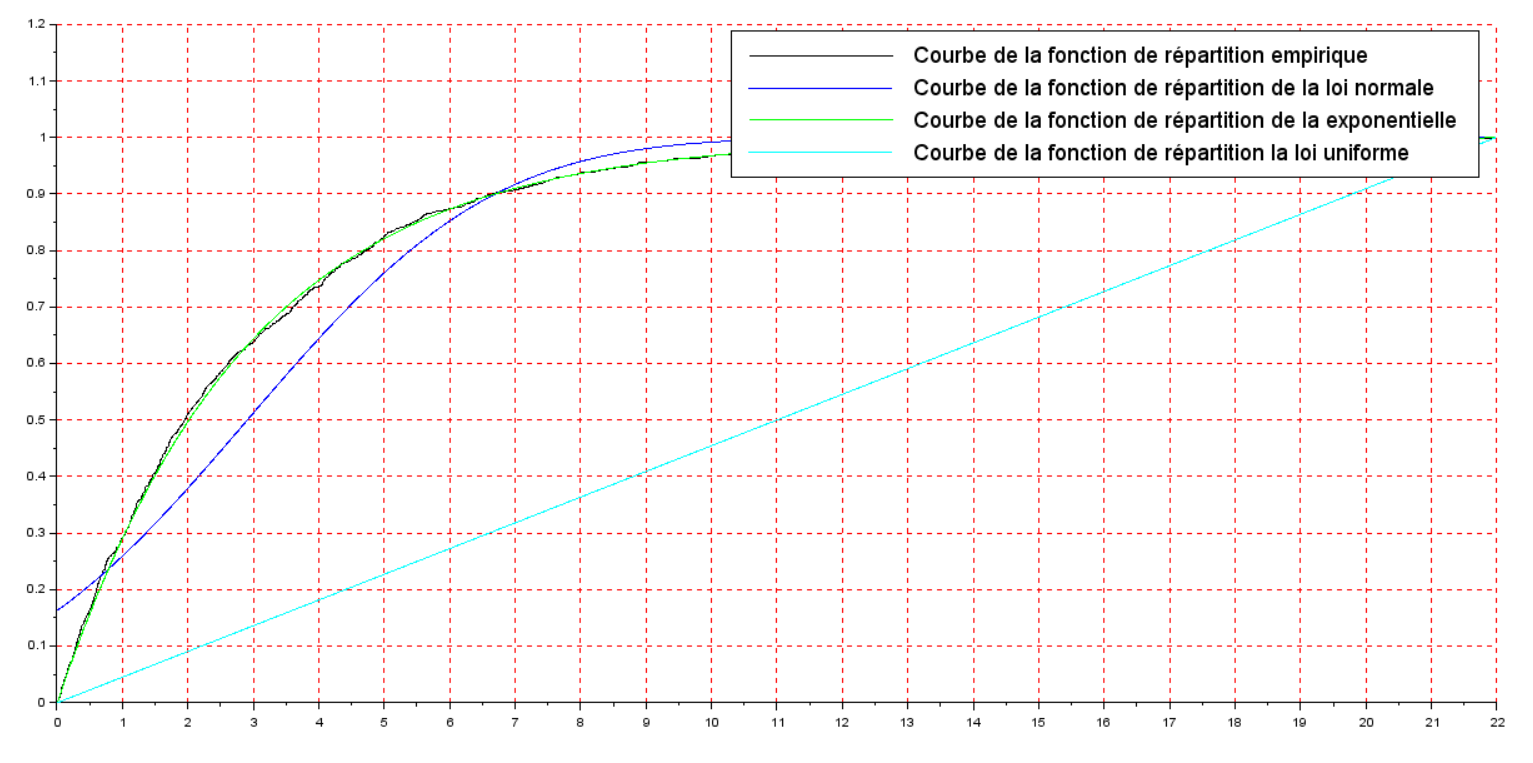 1.2
1.1
1
0.9
0.8
0.7
0.6
0.5
0.4
0.3
0.2
0.1
0
Courbe de la fonction de répartition empirique
Courbe de la fonction de répartition de la loi normale
Courbe de la fonction de répartition de la exponentielle
Courbe de la fonction de répartition la loi uniforme
0 1 2 3 4 5 6 7 8 9 10 11 12 13 14 15 16 17 18 19 20 21 22